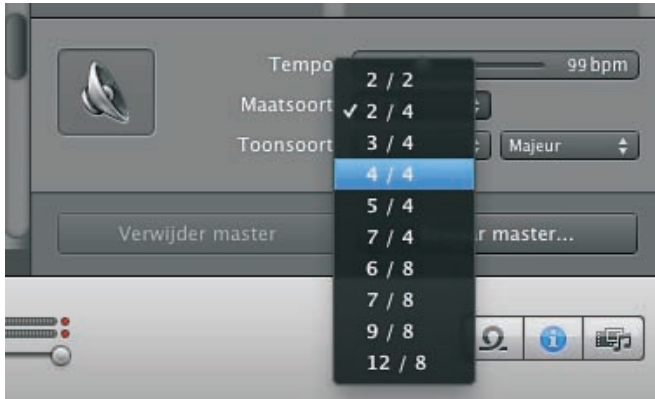 Tempo 99 bpm
2 / 2
Maatsoort ✓ 2 / 4
3 / 4
Toonsoort Majeur
4 / 4
5 / 4
Verwijder master master...
7 / 4
6 / 8
7 / 8
9 / 8
12 / 8